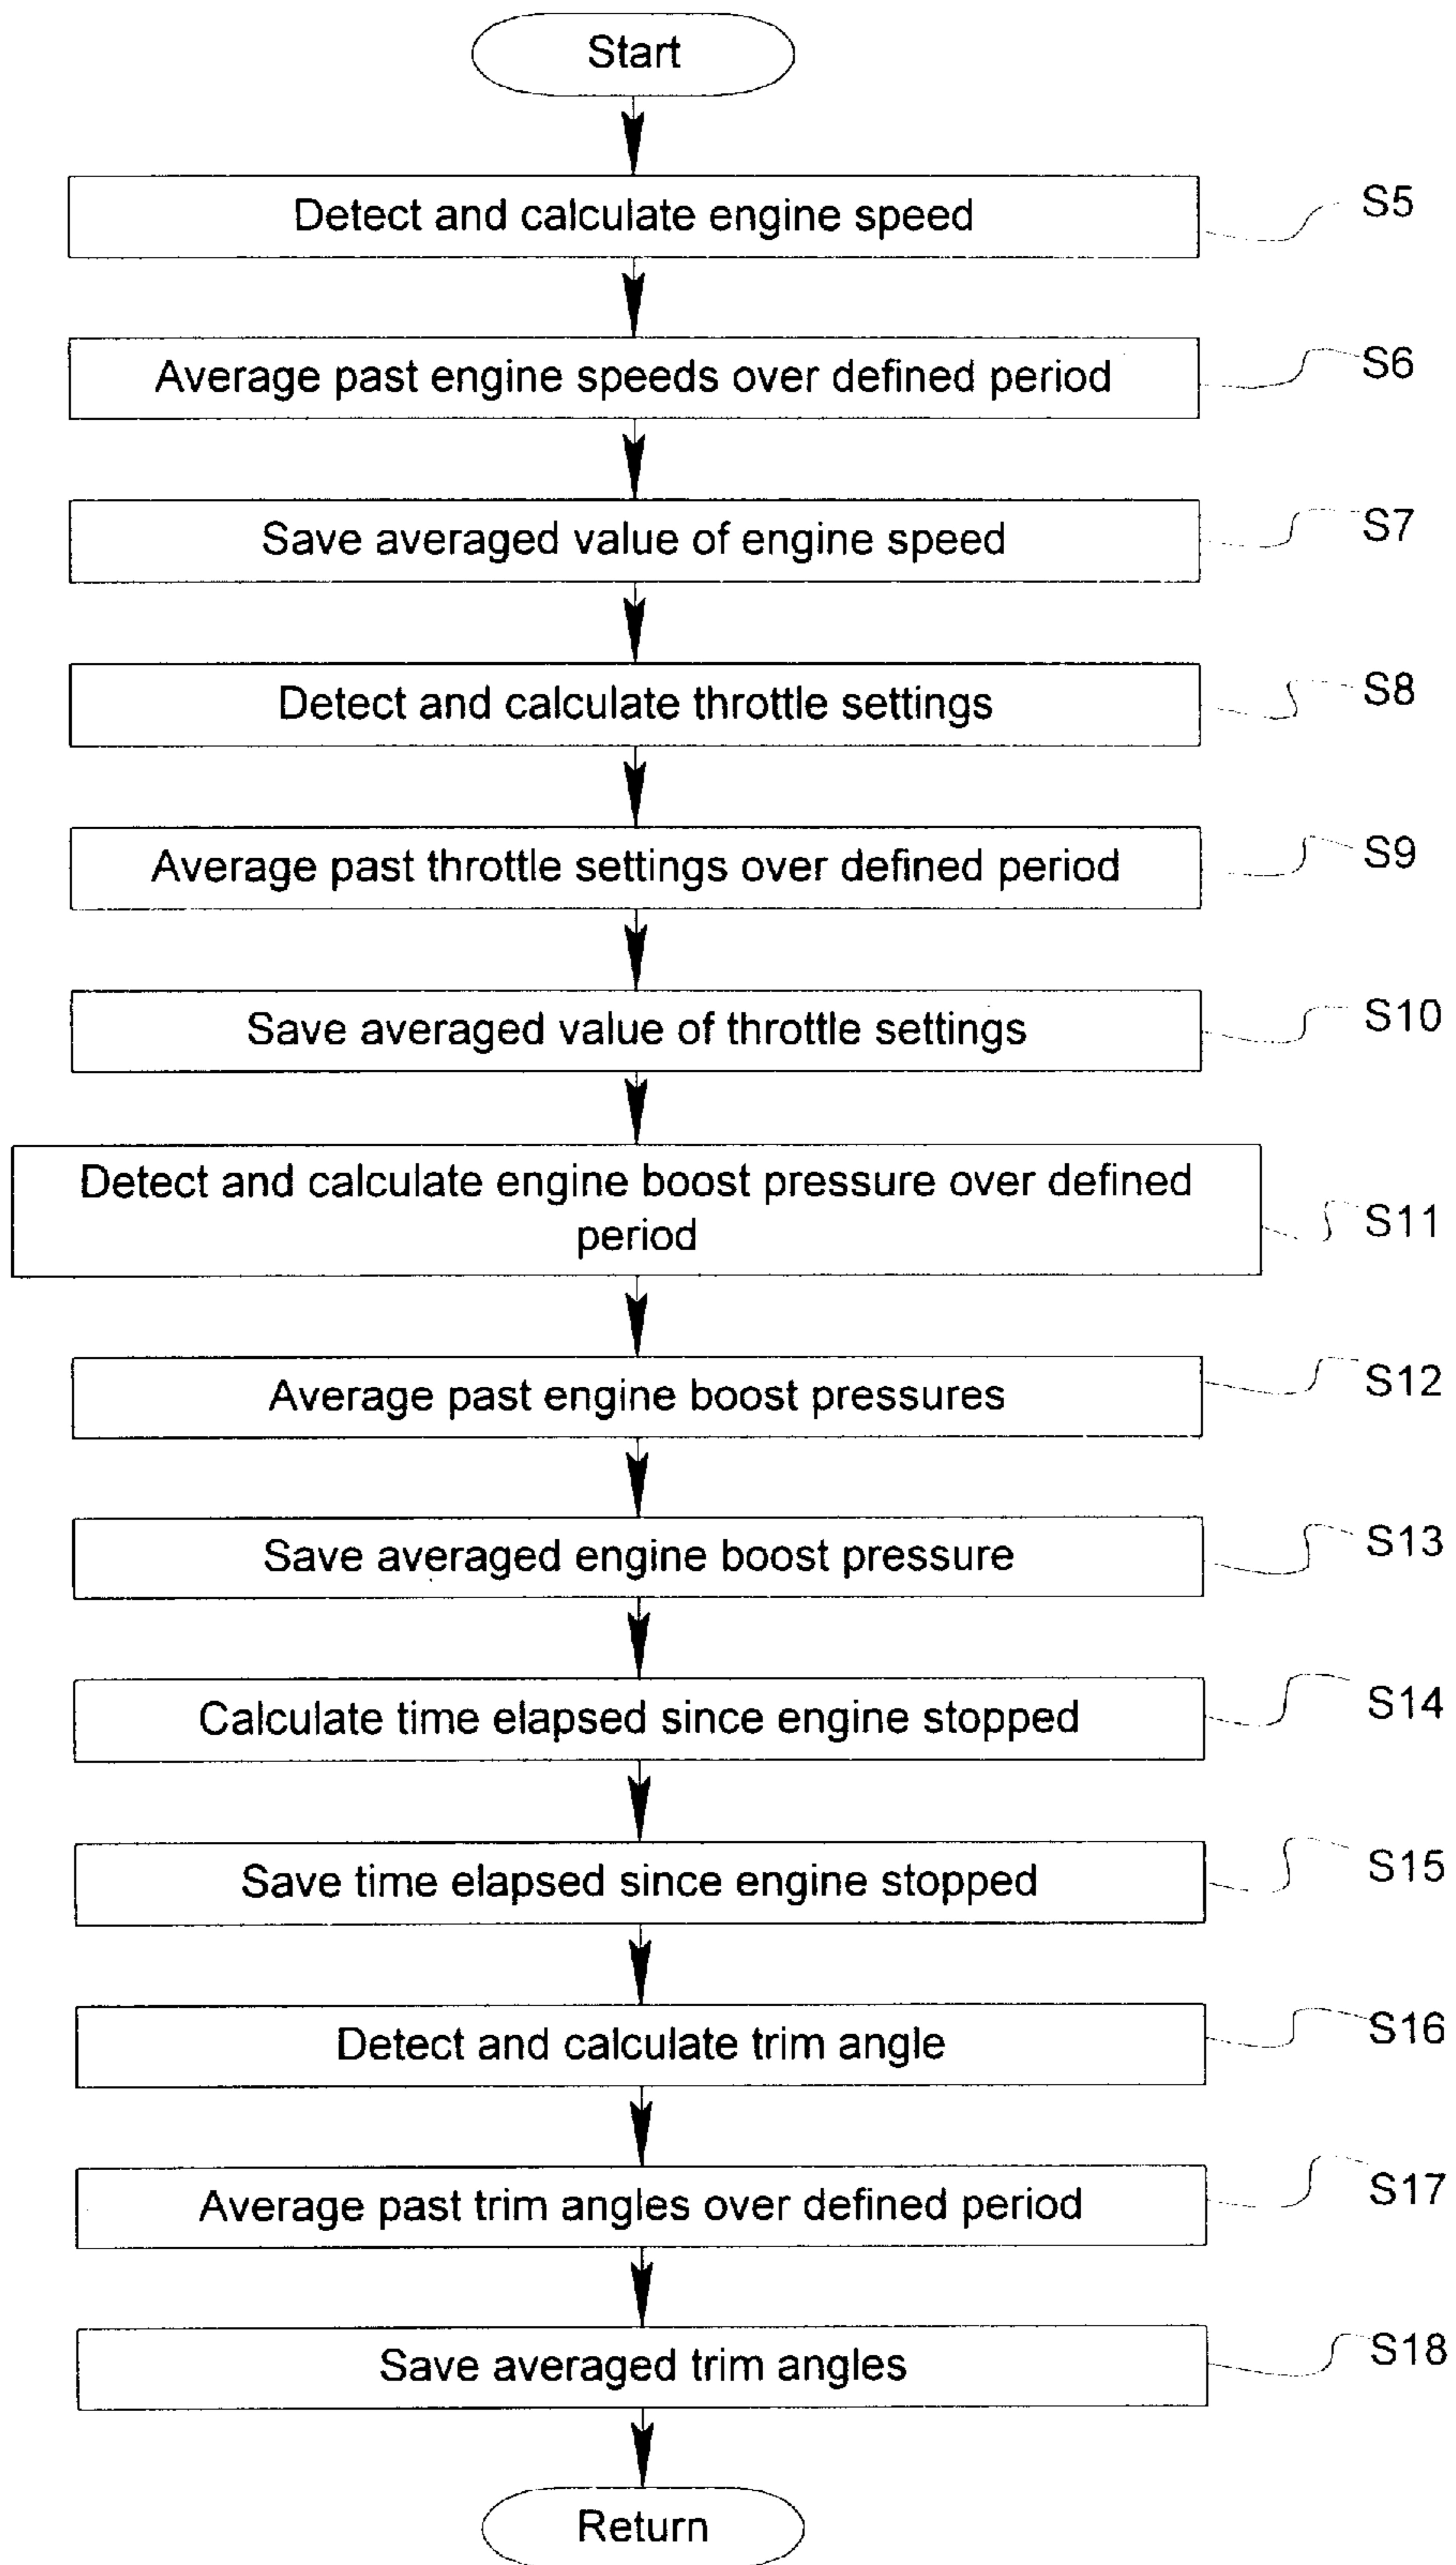 Start
Detect and calculate engine speed
S5
Average past engine speeds over defined period
S6
Save averaged value of engine speed
S7
Detect and calculate throttle settings
S8
Average past throttle settings over defined period
S9
Save averaged value of throttle settings
S10
Detect and calculate engine boost pressure over defined
period
S11
Average past engine boost pressures
S12
Save averaged engine boost pressure
S13
Calculate time elapsed since engine stopped
S14
Save time elapsed since engine stopped
S15
Detect and calculate trim angle
S16
Average past trim angles over defined period
S17
Save averaged trim angles
S18
Return